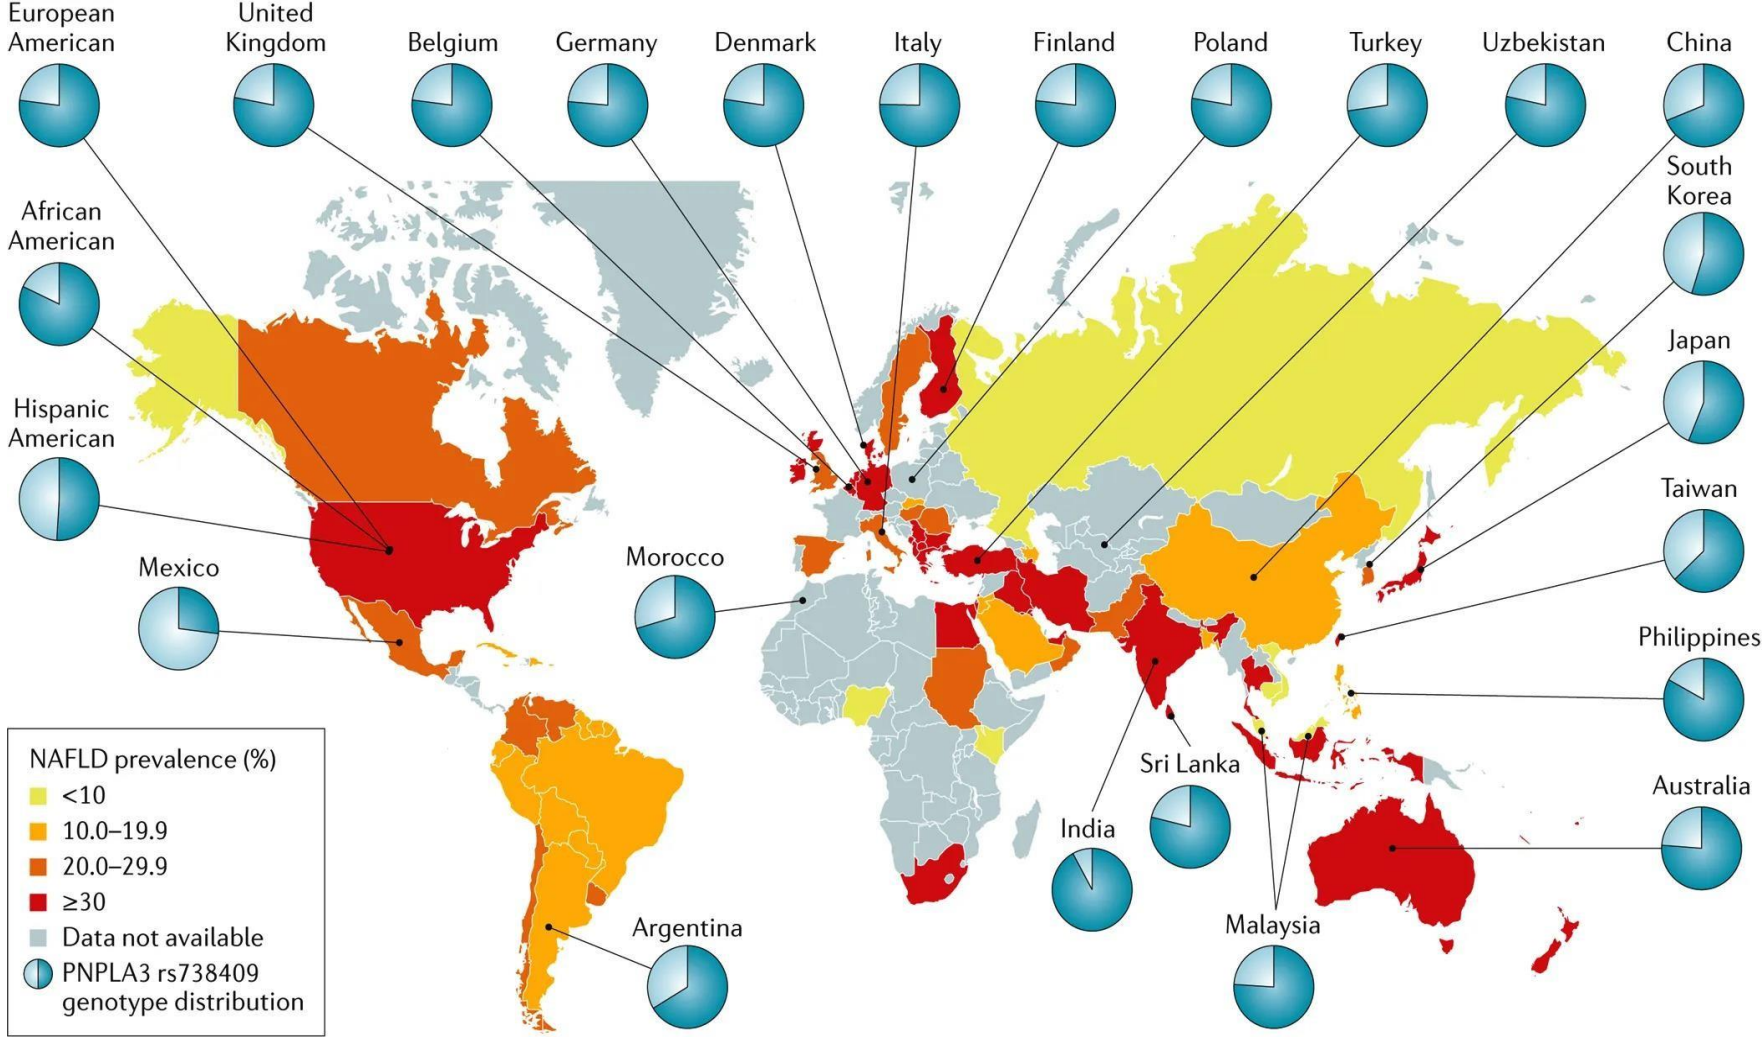 European
American
United
Kingdom
Belgium
Germany
Denmark
Italy
Finland
Poland
Turkey
Uzbekistan
China
South
Korea
African
American
Japan
Hispanic
American
Taiwan
Mexico
Morocco
Philippines
NAFLD prevalence (%)
<10
10.0–19.9
20.0–29.9
≥30
Data not available
PNPLA3 rs738409
genotype distribution
Sri Lanka
Australia
India
Argentina
Malaysia